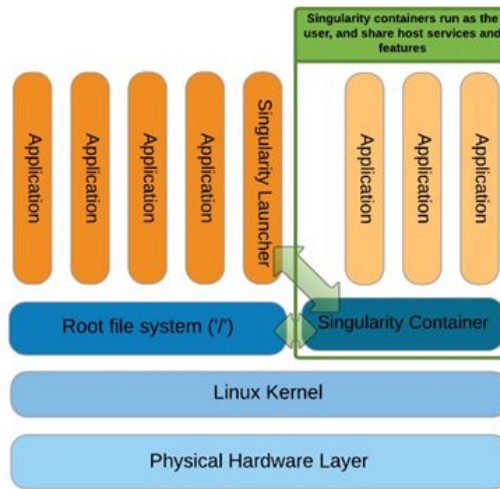 Singularity containers run as the
user, and share host services and
features
Application
Application
Application
Application
Singularity Launcher
Application
Application
Application
Root file system ('/')
Singularity Container
Linux Kernel
Physical Hardware Layer